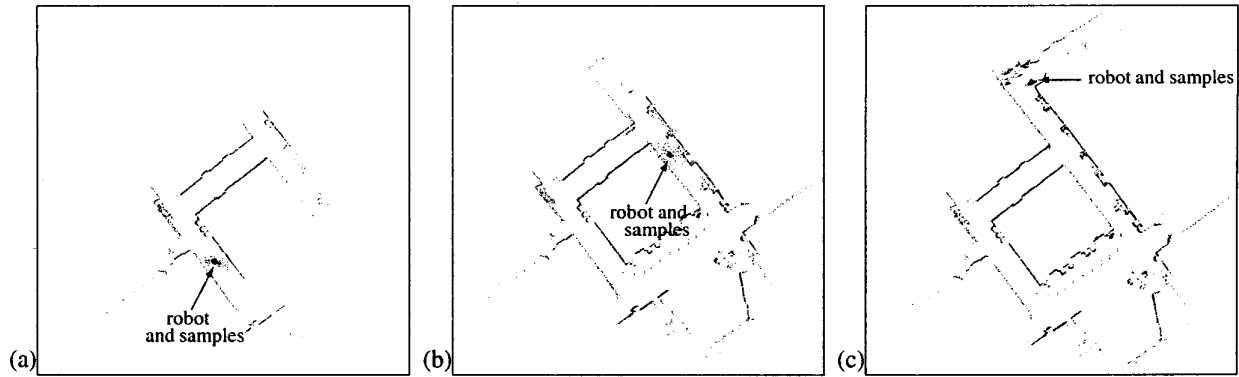 (a)
robot
and samples
(b)
robot and
samples
(c)
robot and samples